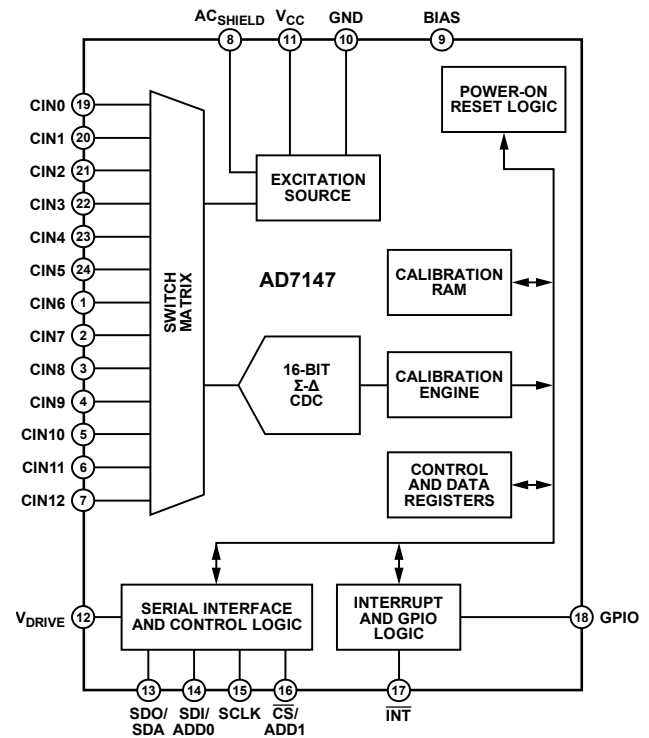 ACSHIELD VCC GND BIAS
8 11 10 9
POWER-ON
RESET LOGIC
CIN0 19
CIN1 20
CIN2 21
CIN3 22
CIN4 23
CIN5 24
CIN6 1
CIN7 2
CIN8 3
CIN9 4
CIN10 5
CIN11 6
CIN12 7
SWITCH
MATRIX
EXCITATION
SOURCE
AD7147
CALIBRATION
RAM
16-BIT
Σ-Δ
CDC
CALIBRATION
ENGINE
CONTROL
AND DATA
REGISTERS
VDRIVE 12
SERIAL INTERFACE
AND CONTROL LOGIC
INTERRUPT
AND GPIO
LOGIC
18 GPIO
13 14 15 16 17
SDO/
SDA
SDI/
ADD0
SCLK
CS/
ADD1
INT